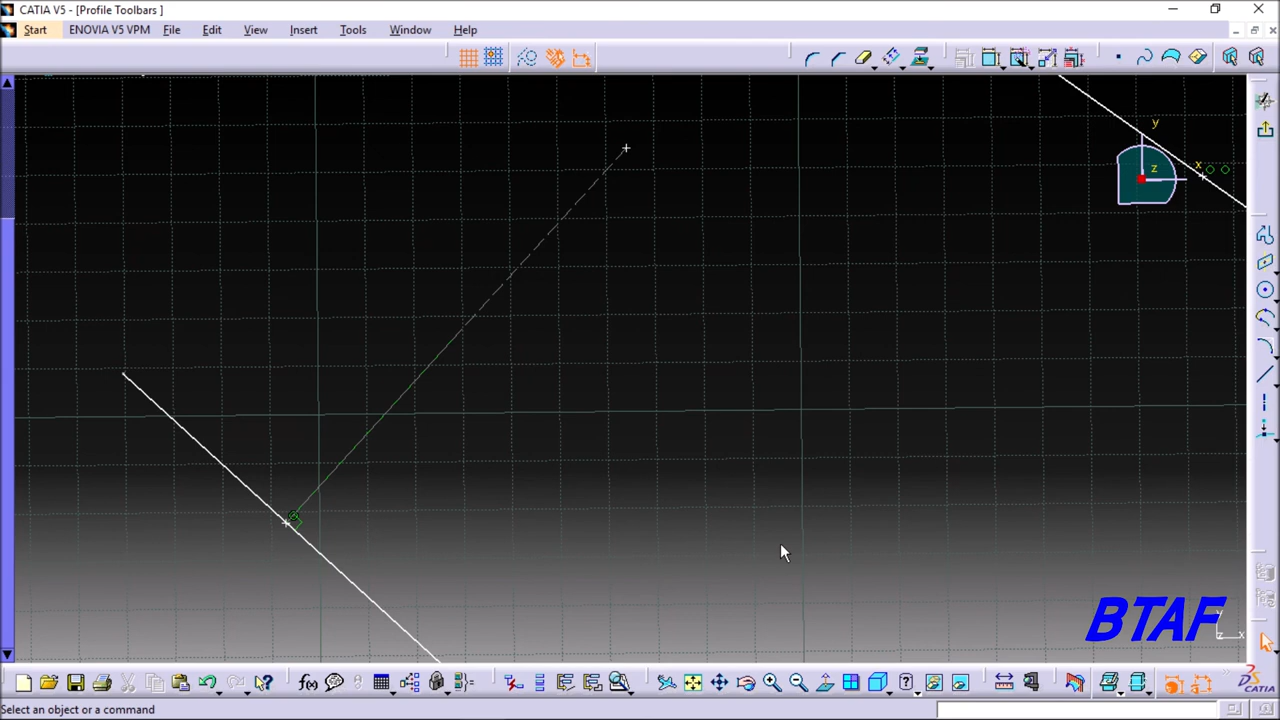 CATIA V5 - [Profile Toolbars ]
Start ENOVIA V5 VPM File Edit View Insert Tools Window Help
y
x
z
BTAF
y
z x
f(x)
CATIA
Select an object or a command